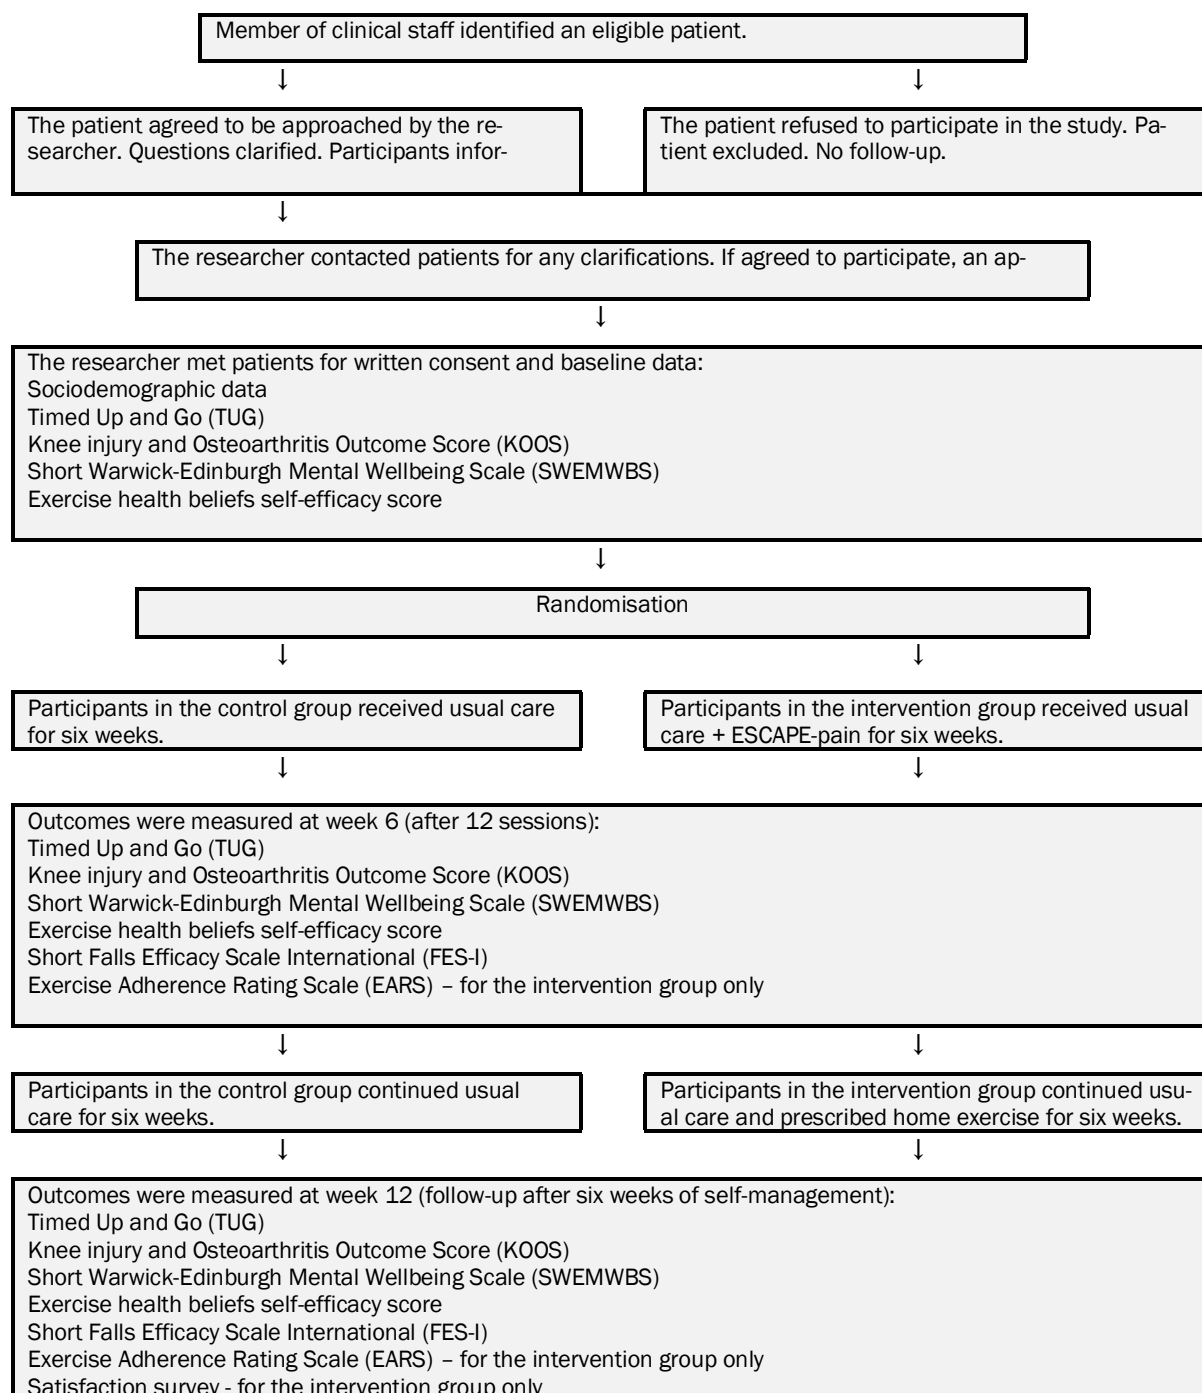 Member of clinical staff identified an eligible patient.
↓
↓
The patient agreed to be approached by the re-
searcher. Questions clarified. Participants infor-
The patient refused to participate in the study. Pa-
tient excluded. No follow-up.
↓
The researcher contacted patients for any clarifications. If agreed to participate, an ap-
↓
The researcher met patients for written consent and baseline data:
Sociodemographic data
Timed Up and Go (TUG)
Knee injury and Osteoarthritis Outcome Score (KOOS)
Short Warwick-Edinburgh Mental Wellbeing Scale (SWEMWBS)
Exercise health beliefs self-efficacy score
↓
Randomisation
↓
↓
Participants in the control group received usual care
for six weeks.
Participants in the intervention group received usual
care + ESCAPE-pain for six weeks.
↓
↓
Outcomes were measured at week 6 (after 12 sessions):
Timed Up and Go (TUG)
Knee injury and Osteoarthritis Outcome Score (KOOS)
Short Warwick-Edinburgh Mental Wellbeing Scale (SWEMWBS)
Exercise health beliefs self-efficacy score
Short Falls Efficacy Scale International (FES-I)
Exercise Adherence Rating Scale (EARS) – for the intervention group only
↓
↓
Participants in the control group continued usual
care for six weeks.
Participants in the intervention group continued usu-
al care and prescribed home exercise for six weeks.
↓
↓
Outcomes were measured at week 12 (follow-up after six weeks of self-management):
Timed Up and Go (TUG)
Knee injury and Osteoarthritis Outcome Score (KOOS)
Short Warwick-Edinburgh Mental Wellbeing Scale (SWEMWBS)
Exercise health beliefs self-efficacy score
Short Falls Efficacy Scale International (FES-I)
Exercise Adherence Rating Scale (EARS) – for the intervention group only
Satisfaction survey - for the intervention group only